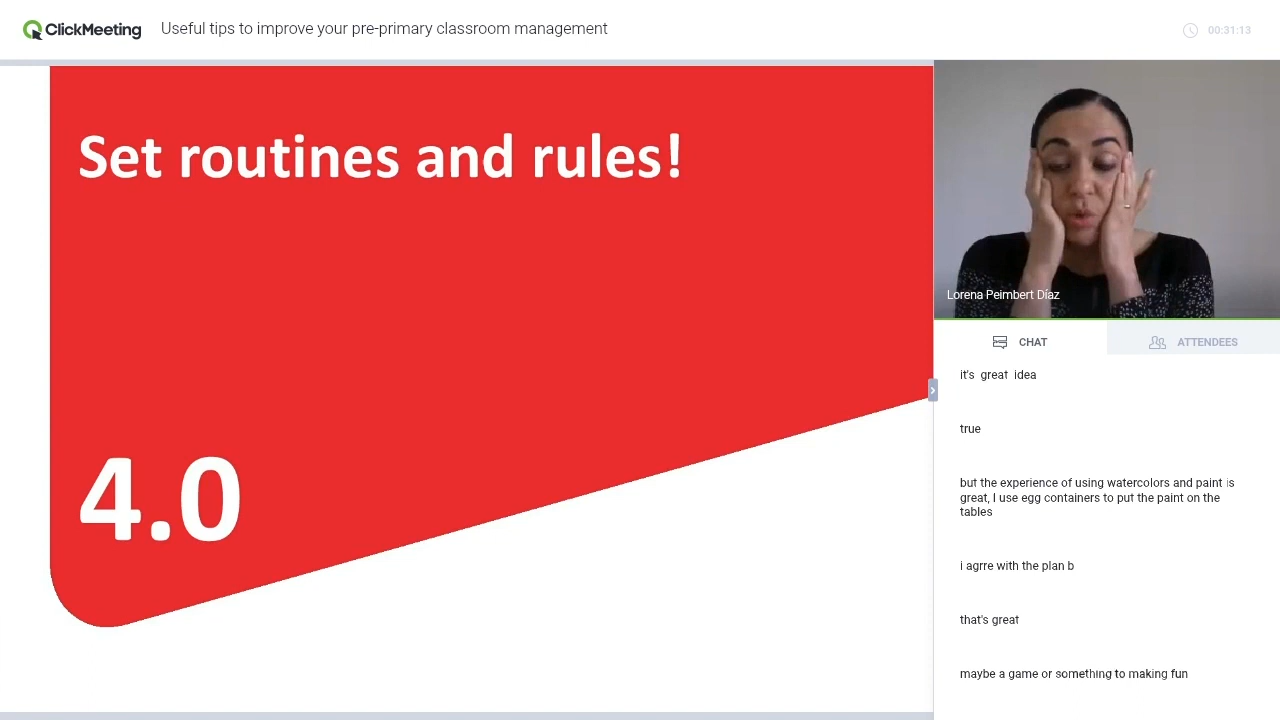 ClickMeeting
Useful tips to improve your pre-primary classroom management
00:31:13
Set routines and rules!
4.0
Lorena Peimbert Díaz
CHAT
ATTENDEES
it's great idea
true
but the experience of using watercolors and paint is
great, I use egg containers to put the paint on the
tables
i agrre with the plan b
that's great
maybe a game or something to making fun